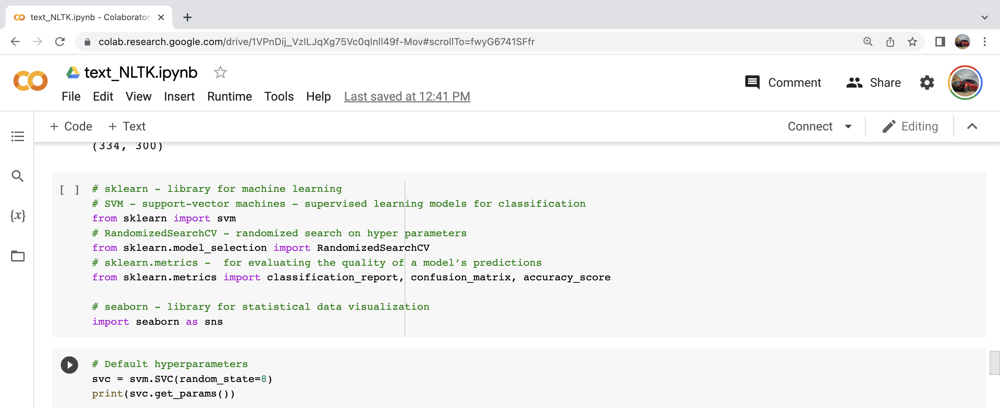 text_NLTK.ipynb - Colaboratory
colab.research.google.com/drive/1VPnDij_VzILJqXg75Vc0qInll49f-Mov#scrollTo=fwyG6741SFfr
text_NLTK.ipynb
Comment
Share
File Edit View Insert Runtime Tools Help Last saved at 12:41 PM
+ Code + Text
Connect
Editing
(334, 300)
{x}
[ ]
# sklearn - library for machine learning
# SVM - support-vector machines - supervised learning models for classification
from sklearn import svm
# RandomizedSearchCV - randomized search on hyper parameters
from sklearn.model_selection import RandomizedSearchCV
# sklearn.metrics -  for evaluating the quality of a model’s predictions
from sklearn.metrics import classification_report, confusion_matrix, accuracy_score
# seaborn - library for statistical data visualization
import seaborn as sns
# Default hyperparameters
svc = svm.SVC(random_state=8)
print(svc.get_params())